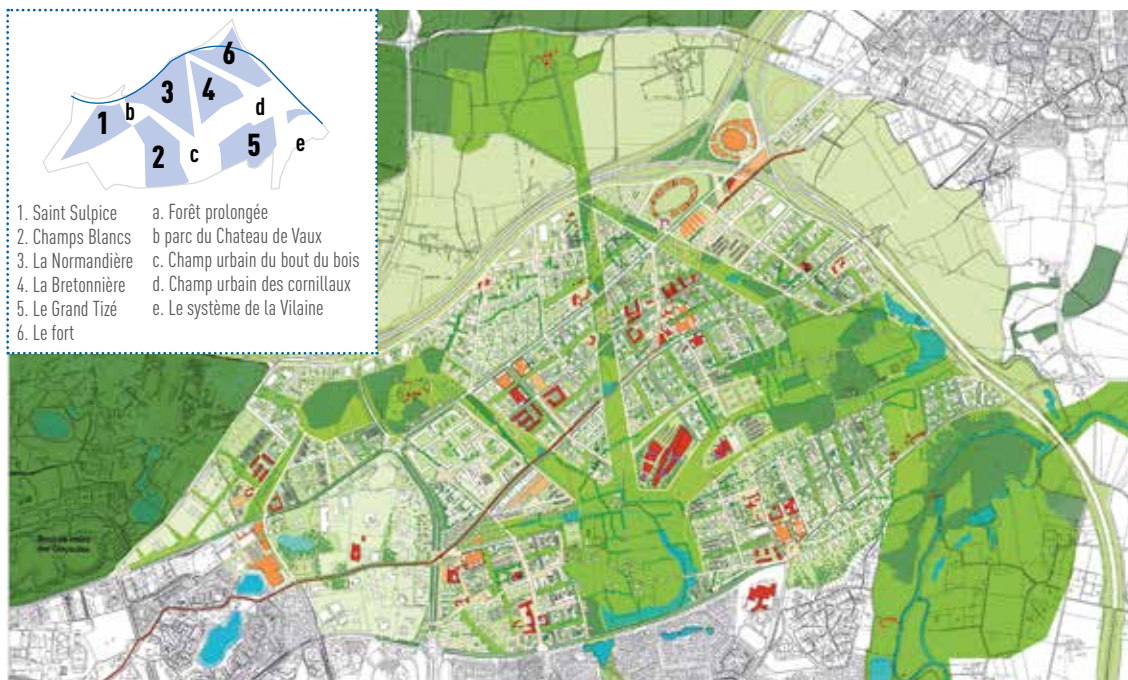 6
3
4
1
b
d
2
c
5
e
1. Saint Sulpice
2. Champs Blancs
3. La Normandière
4. La Bretonnière
5. Le Grand Tizé
6. Le fort
a. Forêt prolongée
b parc du Chateau de Vaux
c. Champ urbain du bout du bois
d. Champ urbain des cornillaux
e. Le système de la Vilaine